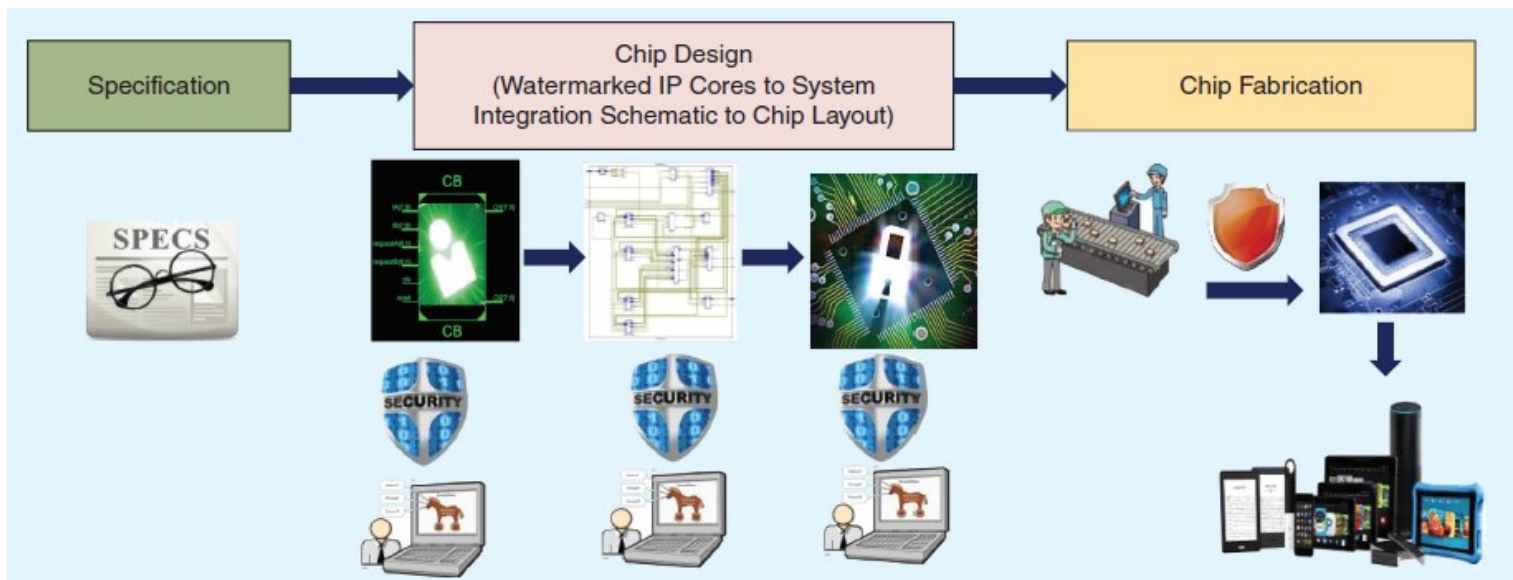 Specification
Chip Design
(Watermarked IP Cores to System
Integration Schematic to Chip Layout)
Chip Fabrication
SPECS
CB
CB
SECURITY
SECURITY
SECURITY